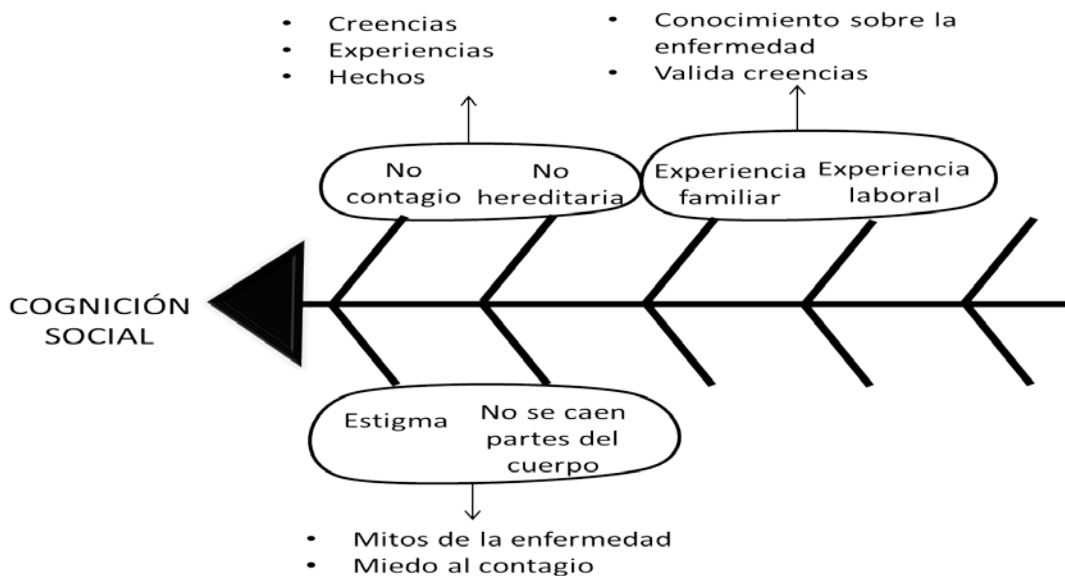 • Creencias
• Experiencias
• Hechos
• Conocimiento sobre la
enfermedad
• Valida creencias
No
contagio
No
hereditaria
Experiencia
familiar
Experiencia
laboral
COGNICIÓN
SOCIAL
Estigma
No se caen
partes del
cuerpo
• Mitos de la enfermedad
• Miedo al contagio